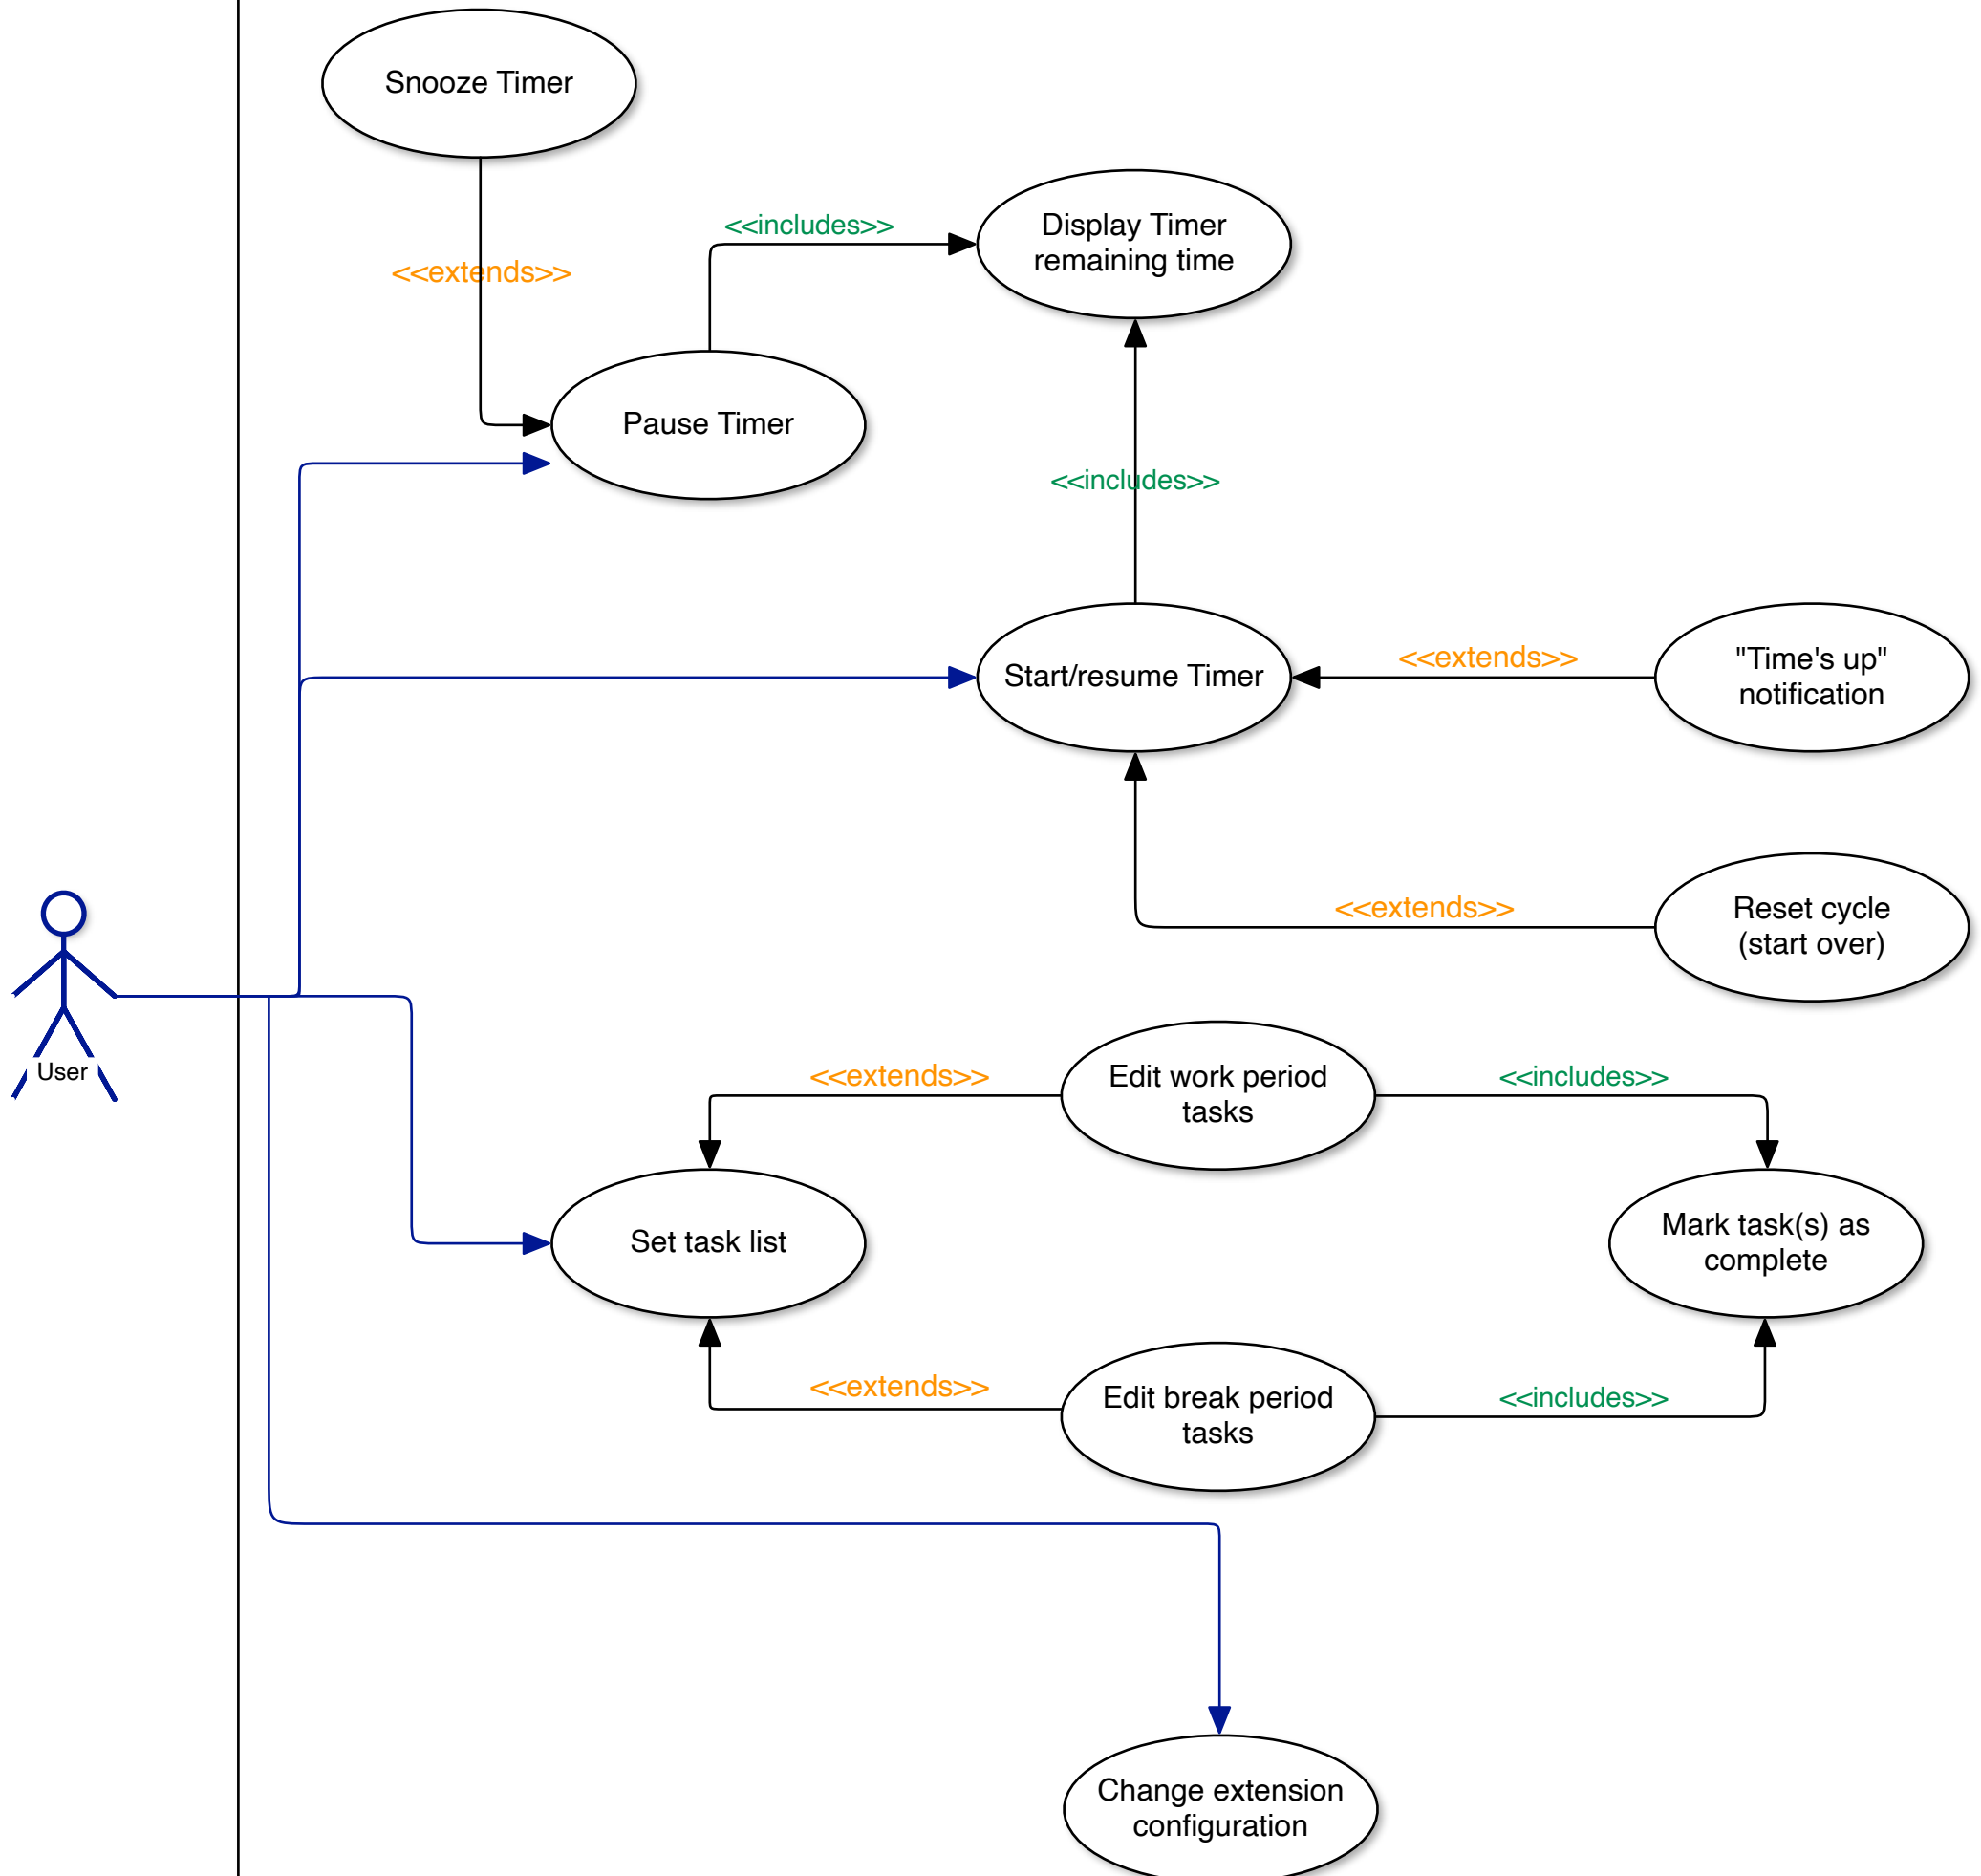 Snooze Timer
<<includes>>
Display Timer
remaining time
<<extends>>
Pause Timer
<<includes>>
Start/resume Timer
<<extends>>
"Time's up"
notification
<<extends>>
Reset cycle
(start over)
User
<<extends>>
Edit work period
tasks
<<includes>>
Set task list
Mark task(s) as
complete
<<extends>>
Edit break period
tasks
<<includes>>
Change extension
configuration